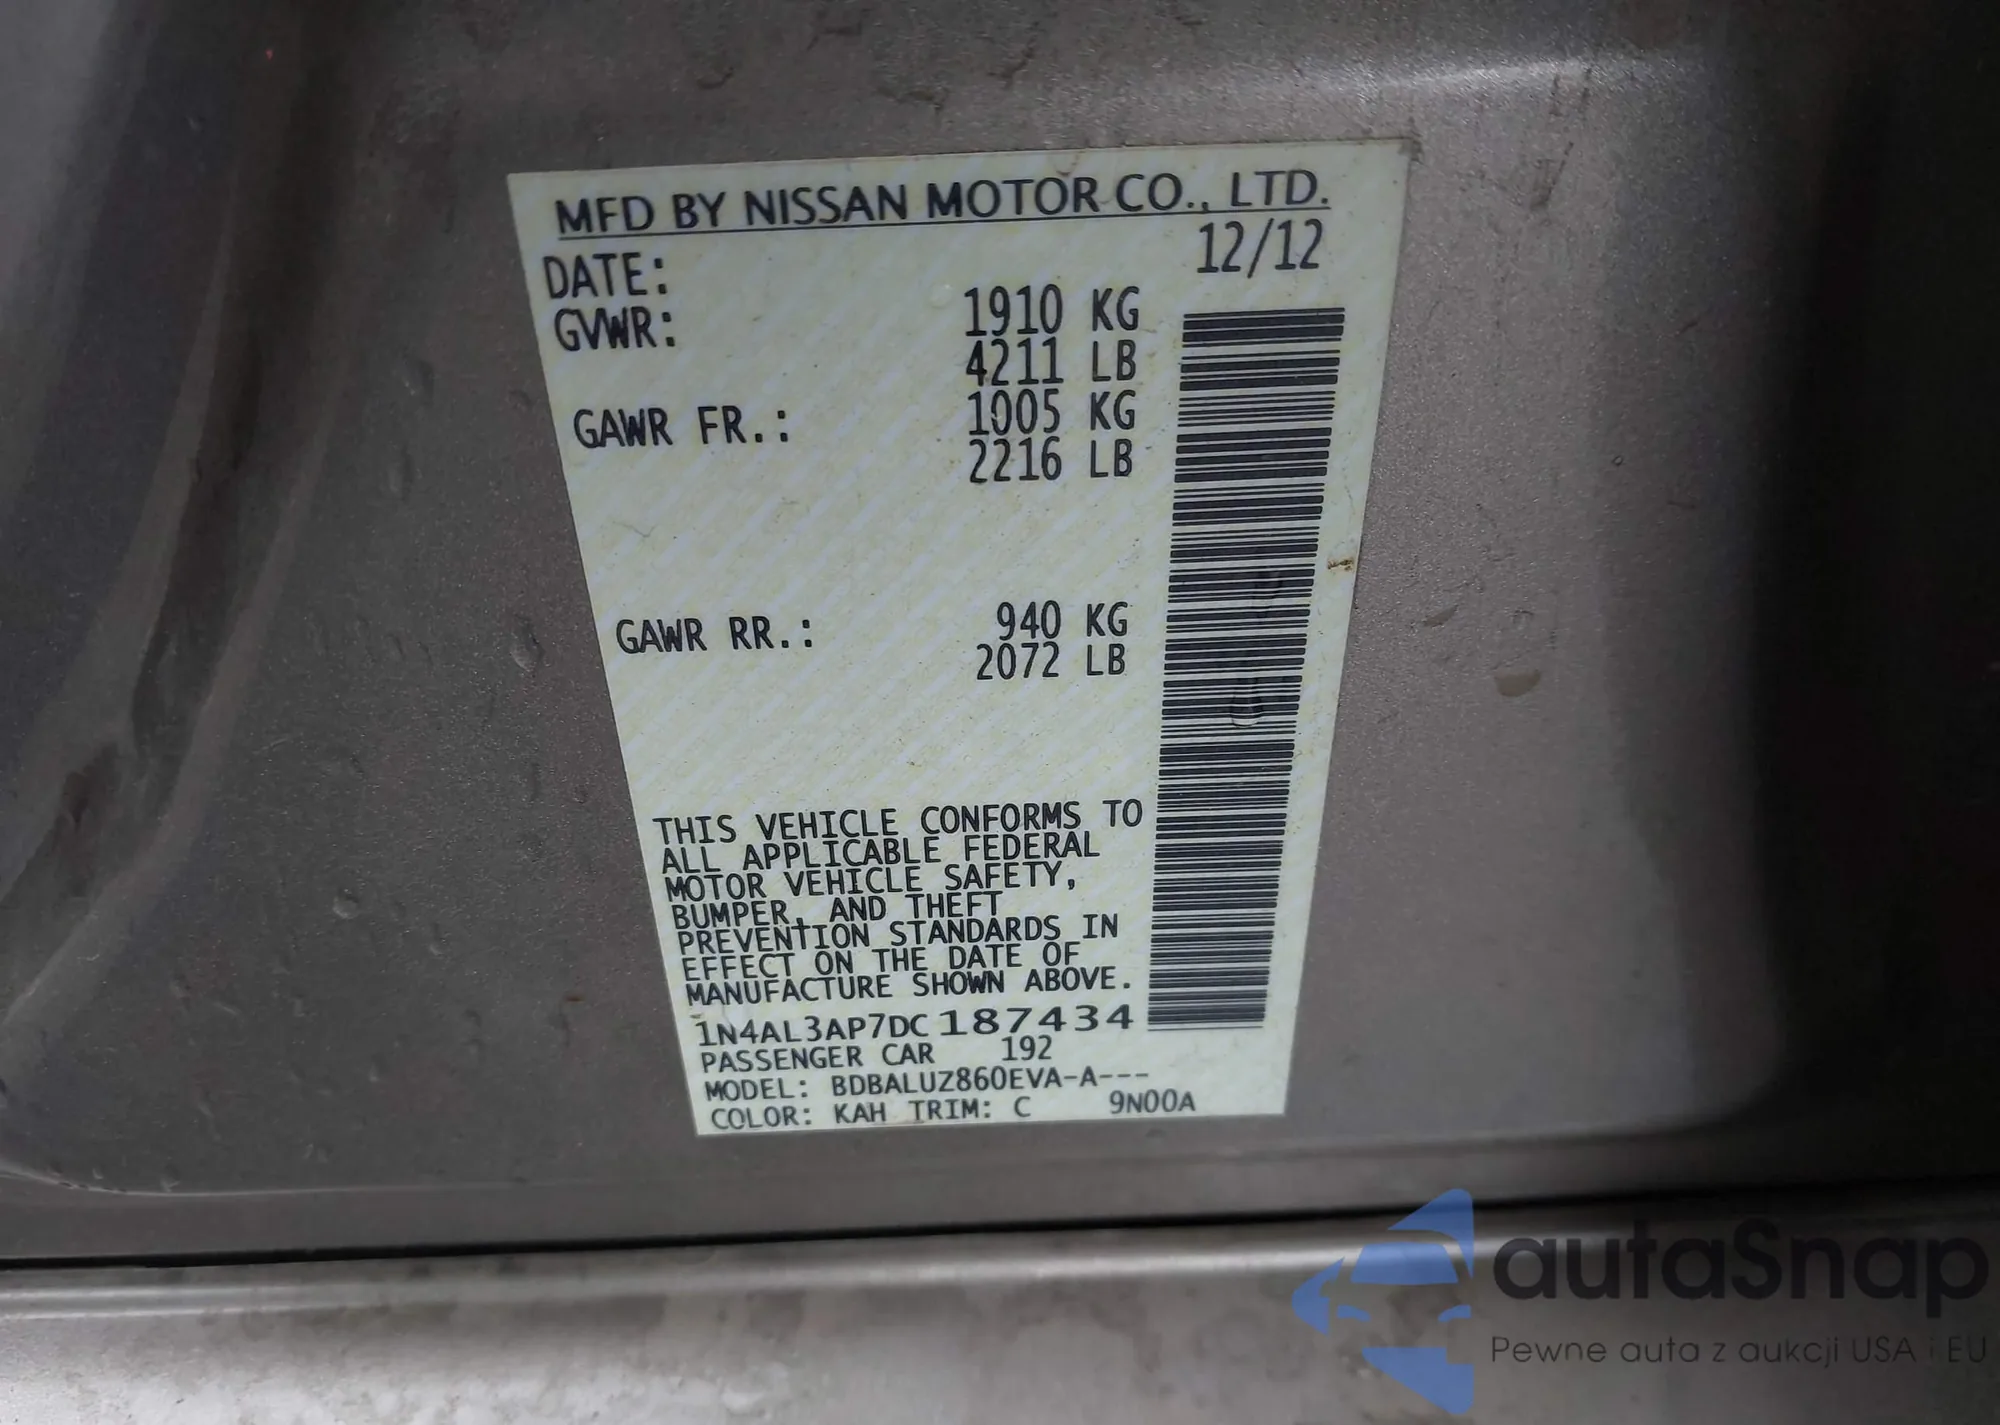 MFD BY NISSAN MOTOR CO., LTD.
DATE: 12/12
GVWR: 1910 KG
4211 LB
GAWR FR.: 1005 KG
2216 LB
GAWR RR.: 940 KG
2072 LB
THIS VEHICLE CONFORMS TO
ALL APPLICABLE FEDERAL
MOTOR VEHICLE SAFETY,
BUMPER, AND THEFT
PREVENTION STANDARDS IN
EFFECT ON THE DATE OF
MANUFACTURE SHOWN ABOVE.
1N4AL3AP7DC187434
PASSENGER CAR 192
MODEL: BDBALUZ860EVA-A---
COLOR: KAH TRIM: C 9N00A
autaSnap
Pewne auta z aukcji USA i EU